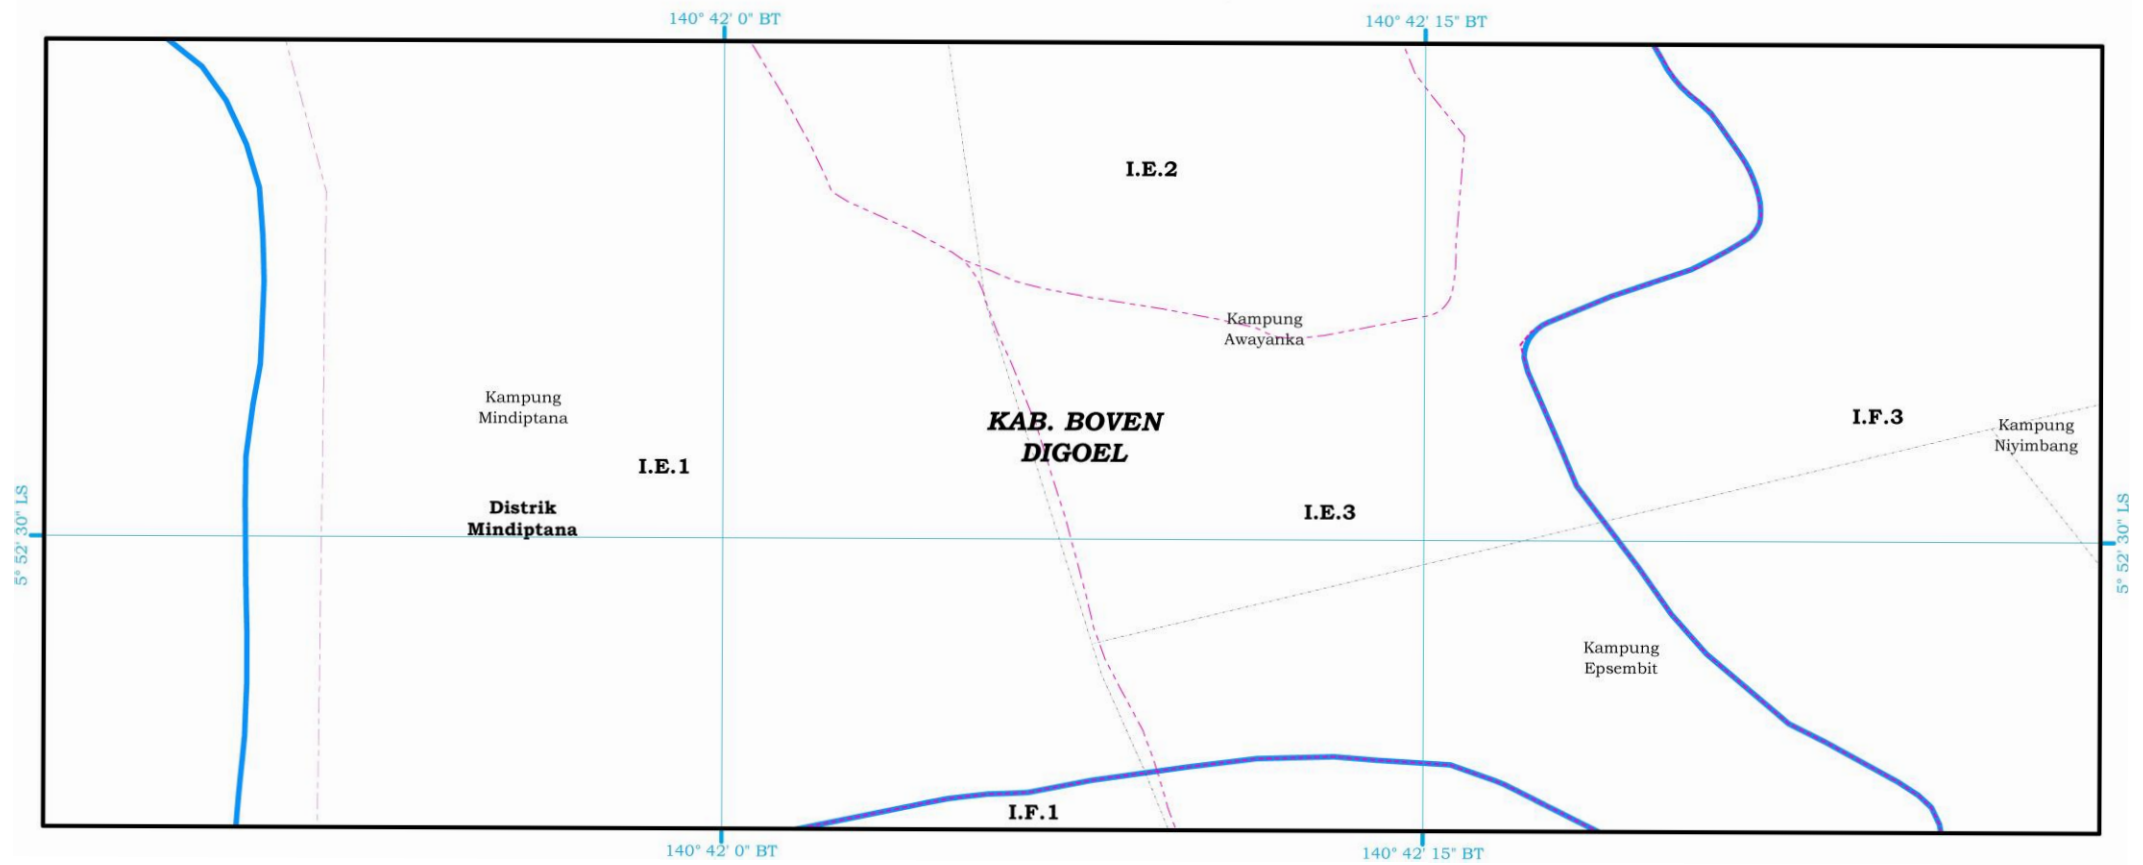 140° 42' 0" BT
140° 42' 15" BT
I.E.2
Kampung
Awayanka
Kampung
Mindiptana
KAB. BOVEN
DIGOEL
I.F.3
Kampung
Niyimbang
I.E.1
Distrik
Mindiptana
I.E.3
5° 52' 30" LS
5° 52' 30" LS
Kampung
Epsembit
I.F.1
140° 42' 0" BT
140° 42' 15" BT